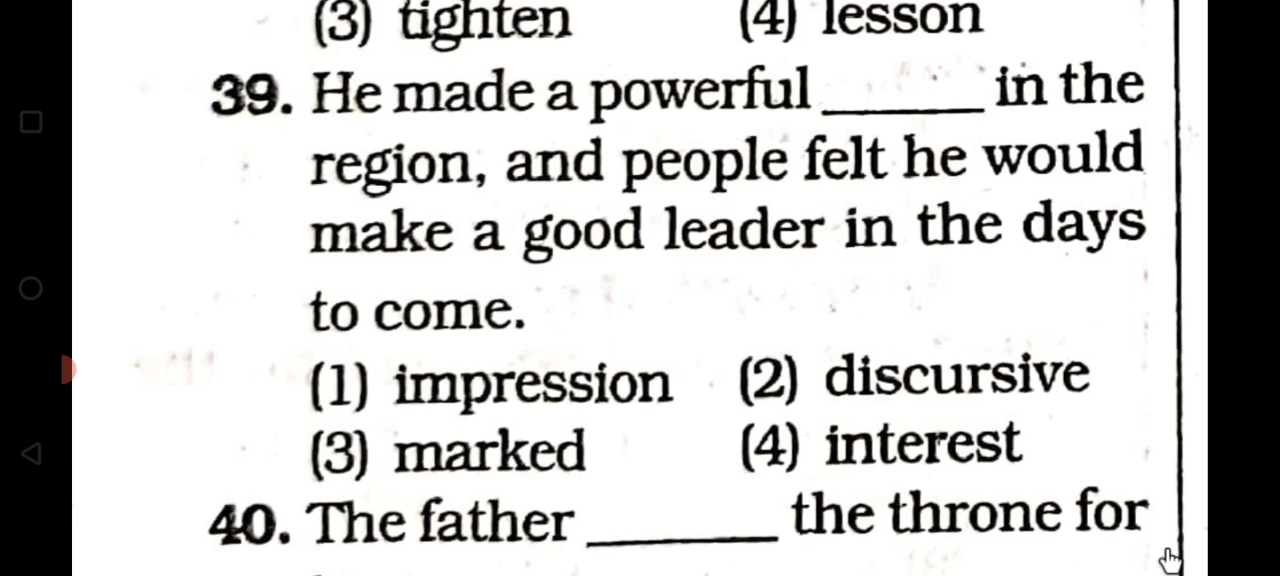 (3) tighten (4) lesson
39. He made a powerful ______ in the
region, and people felt he would
make a good leader in the days
to come.
(1) impression (2) discursive
(3) marked (4) interest
40. The father _______ the throne for